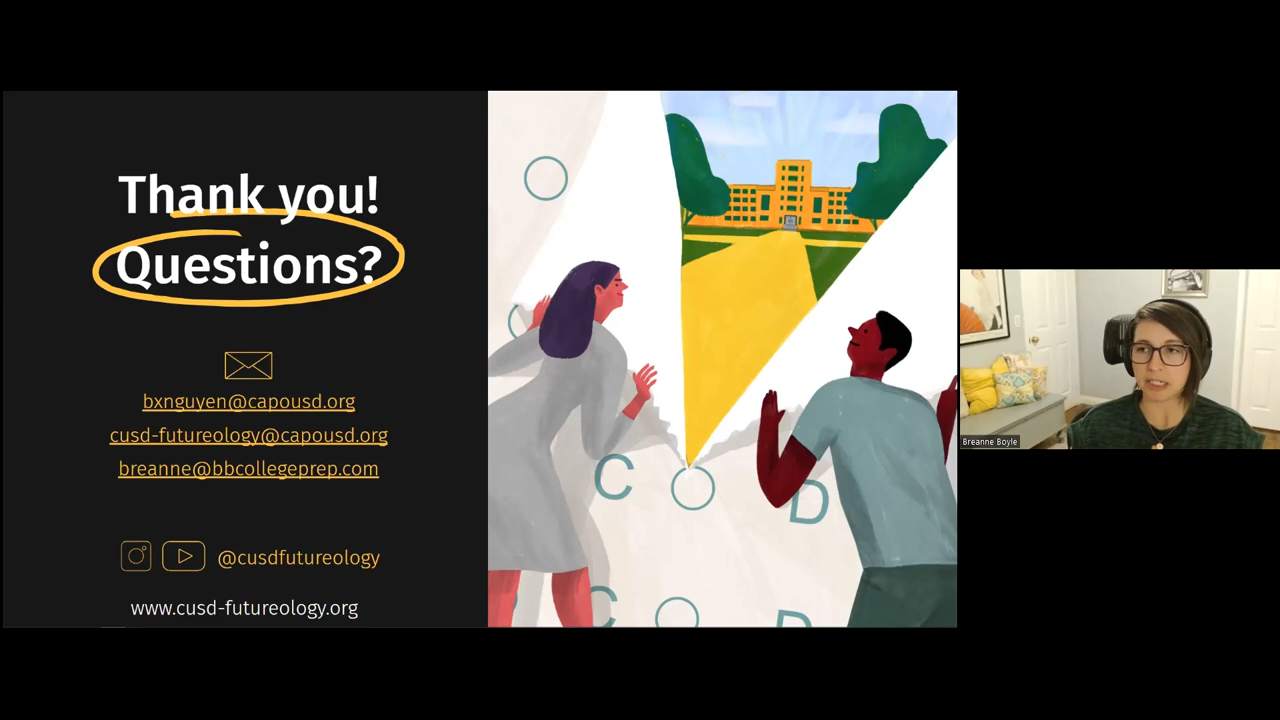 Thank you!
Questions?
bxnguyen@capousd.org
cusd-futureology@capousd.org
breanne@bbcollegeprep.com
@cusdfutureology
www.cusd-futureology.org
C
D
C
D
Breanne Boyle